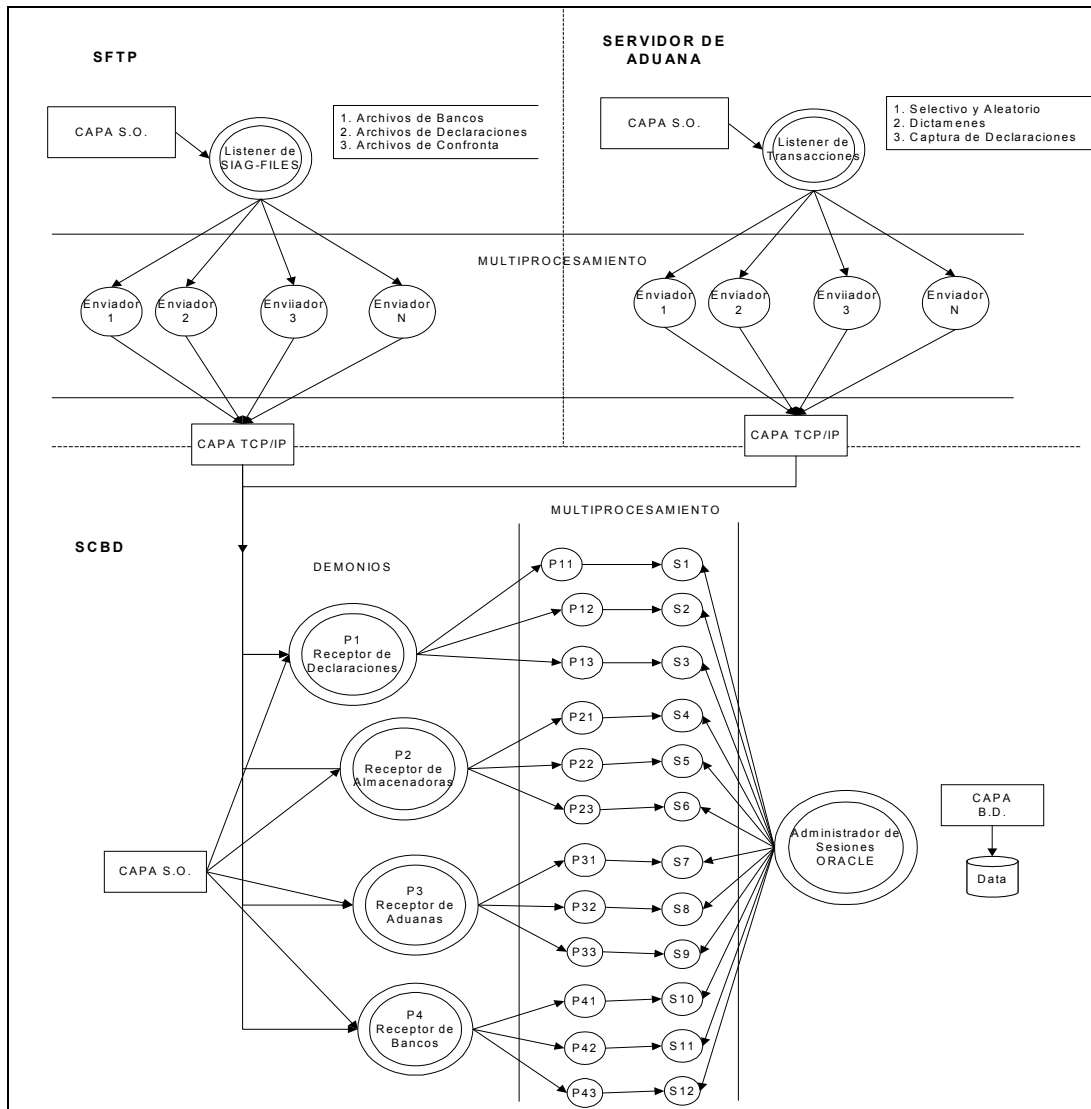 SFTP
CAPA S.O.
Listener de
SIAG-FILES
1. Archivos de Bancos
2. Archivos de Declaraciones
3. Archivos de Confronta
SERVIDOR DE
ADUANA
CAPA S.O.
Listener de
Transacciones
1. Selectivo y Aleatorio
2. Dictamenes
3. Captura de Declaraciones
MULTIPROCESAMIENTO
Enviador
1
Enviador
2
Enviiador
3
Enviador
N
Enviador
1
Enviador
2
Enviiador
3
Enviador
N
CAPA TCP/IP
CAPA TCP/IP
SCBD
DEMONIOS
MULTIPROCESAMIENTO
P1
Receptor de
Declaraciones
P2
Receptor de
Almacenadoras
P3
Receptor de
Aduanas
P4
Receptor de
Bancos
CAPA S.O.
P11
S1
P12
S2
P13
S3
P21
S4
P22
S5
P23
S6
P31
S7
P32
S8
P33
S9
P41
S10
P42
S11
P43
S12
Administrador de
Sesiones
ORACLE
CAPA
B.D.
Data